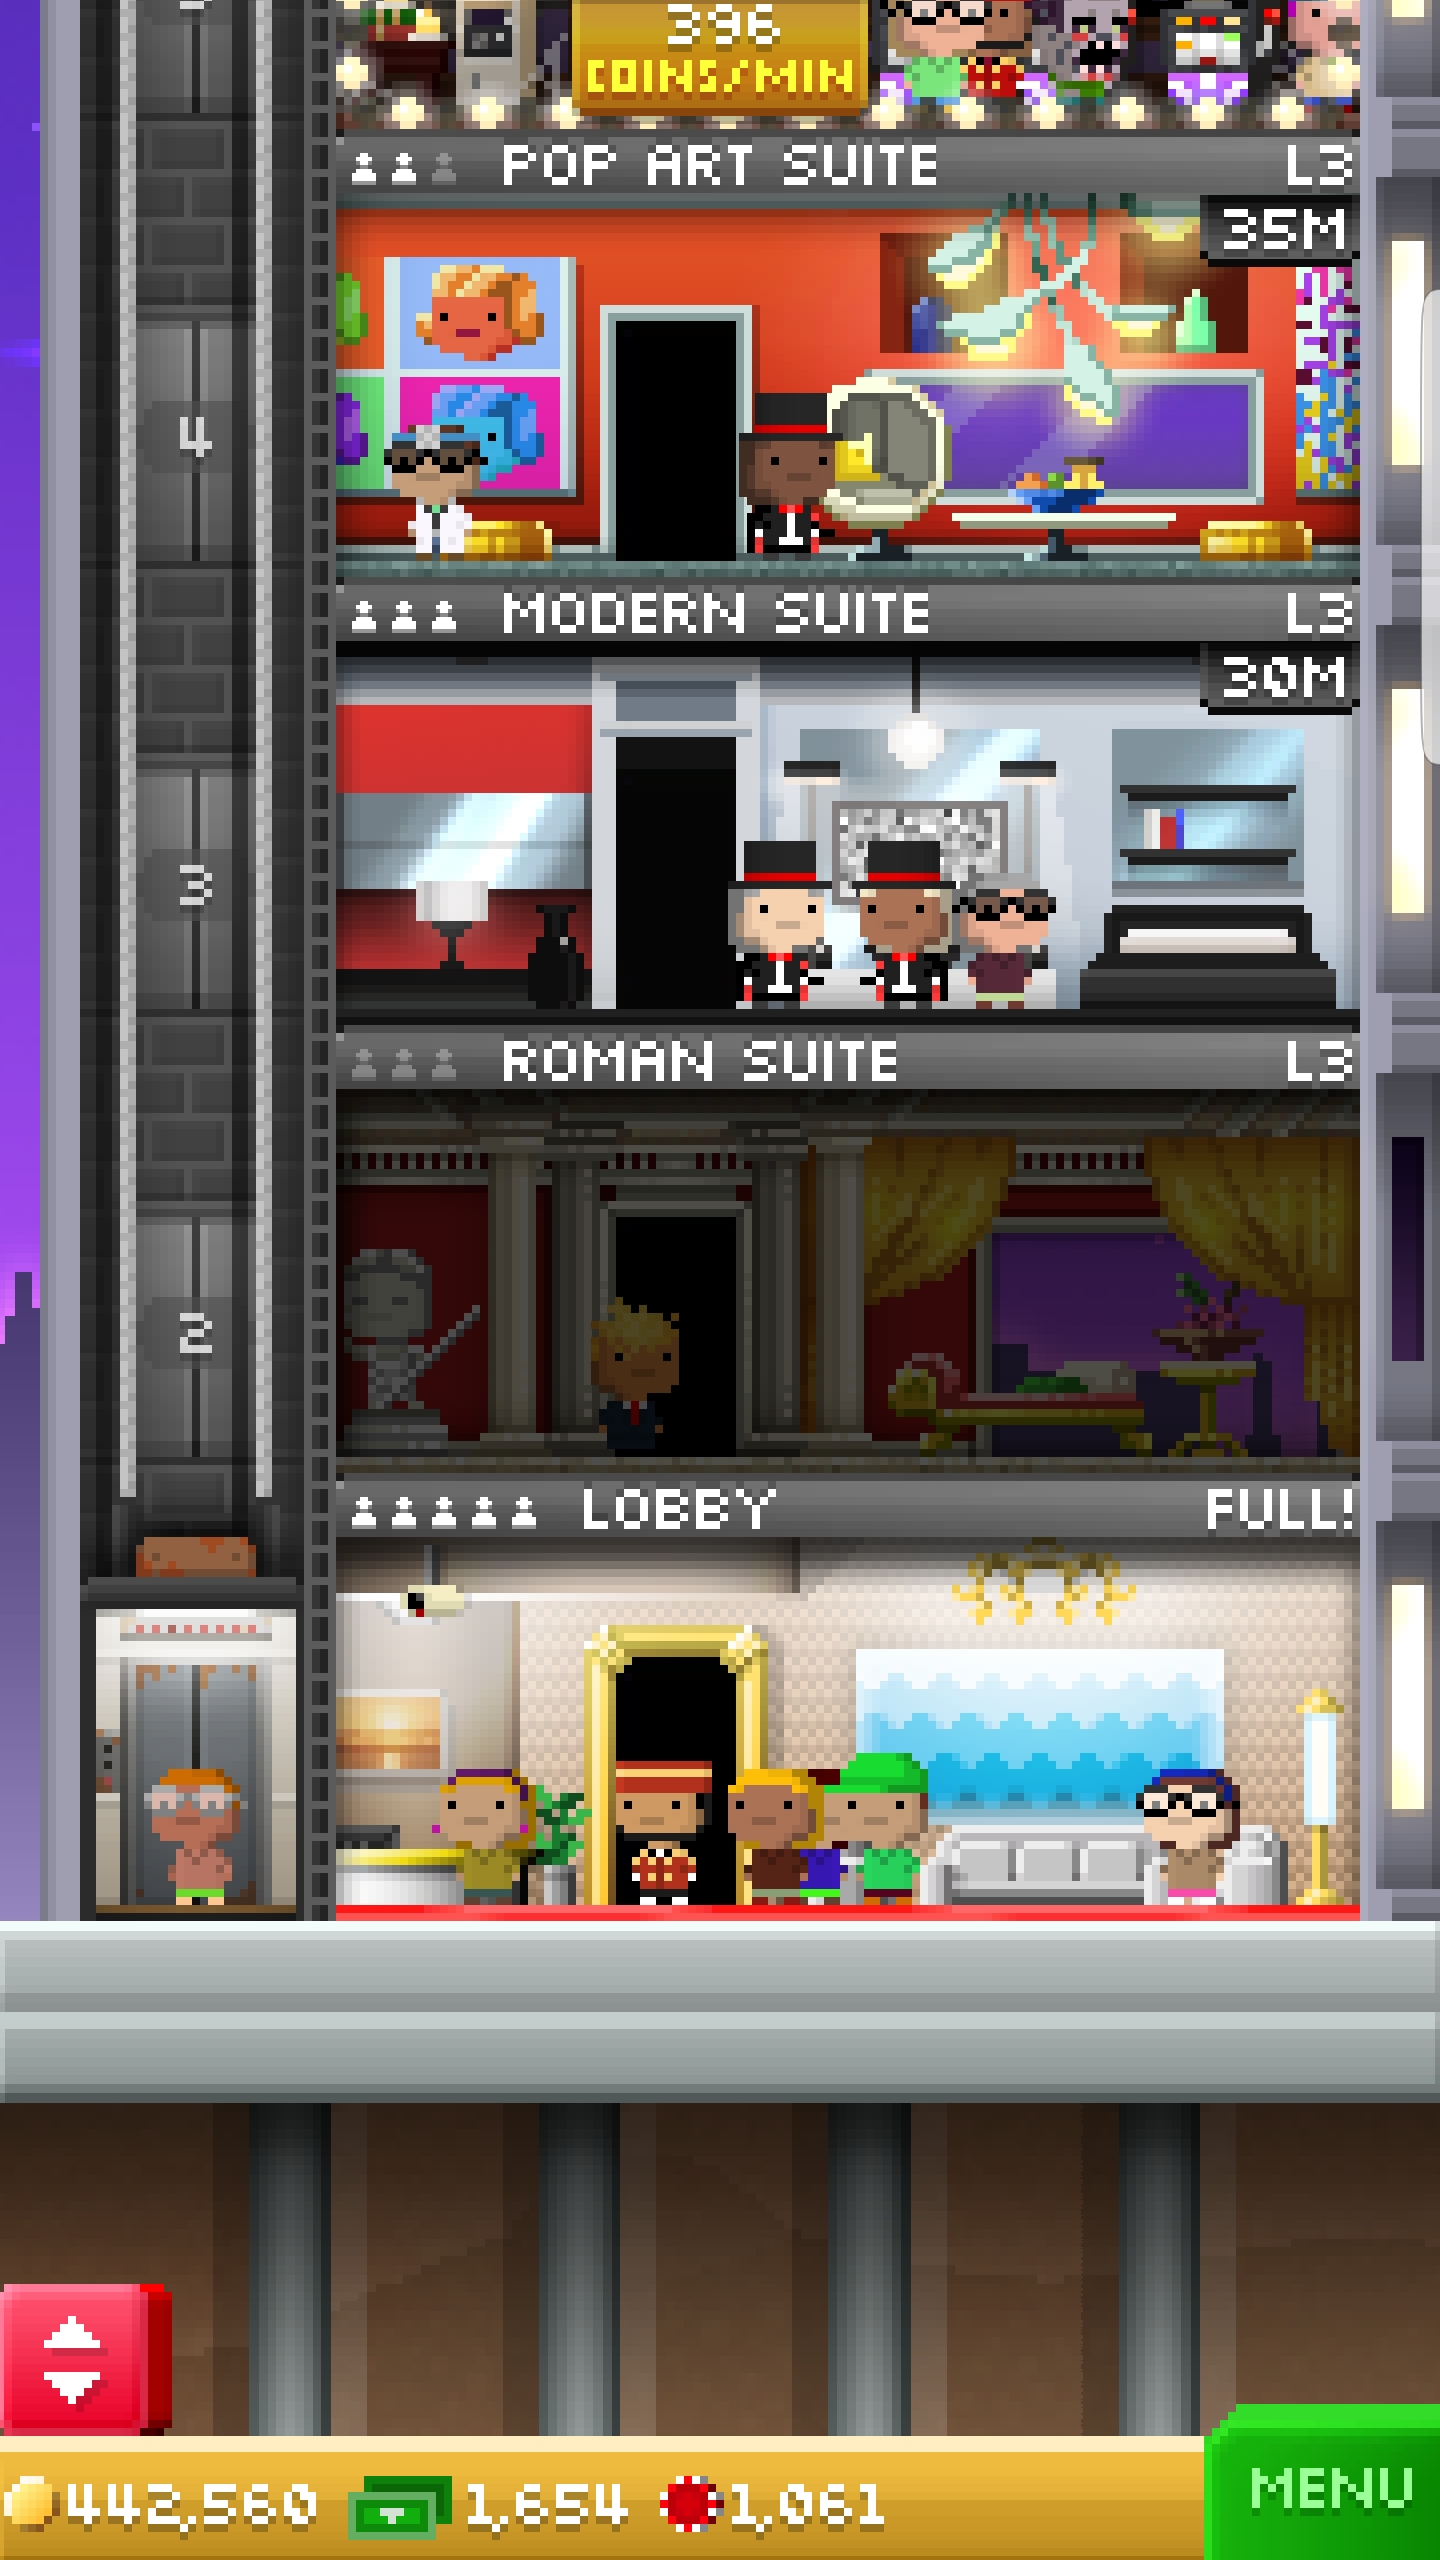 396
COINS/MIN
POP ART SUITE L3
35M
4
MODERN SUITE L3
30M
3
ROMAN SUITE L3
2
LOBBY FULL!
MENU
442,560 1,654 1,061